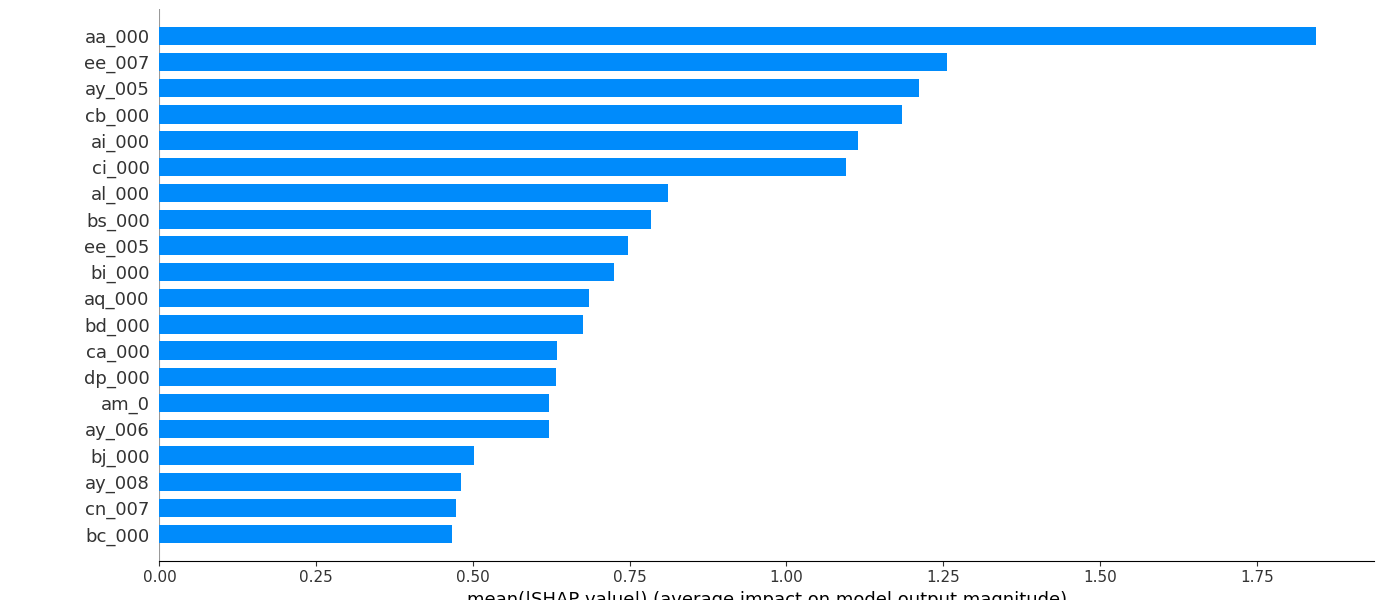 aa_000
ee_007
ay_005
cb_000
ai_000
ci_000
al_000
bs_000
ee_005
bi_000
aq_000
bd_000
ca_000
dp_000
am_0
ay_006
bj_000
ay_008
cn_007
bc_000
0.00 0.25 0.50 0.75 1.00 1.25 1.50 1.75
mean(|SHAP value|) (average impact on model output magnitude)